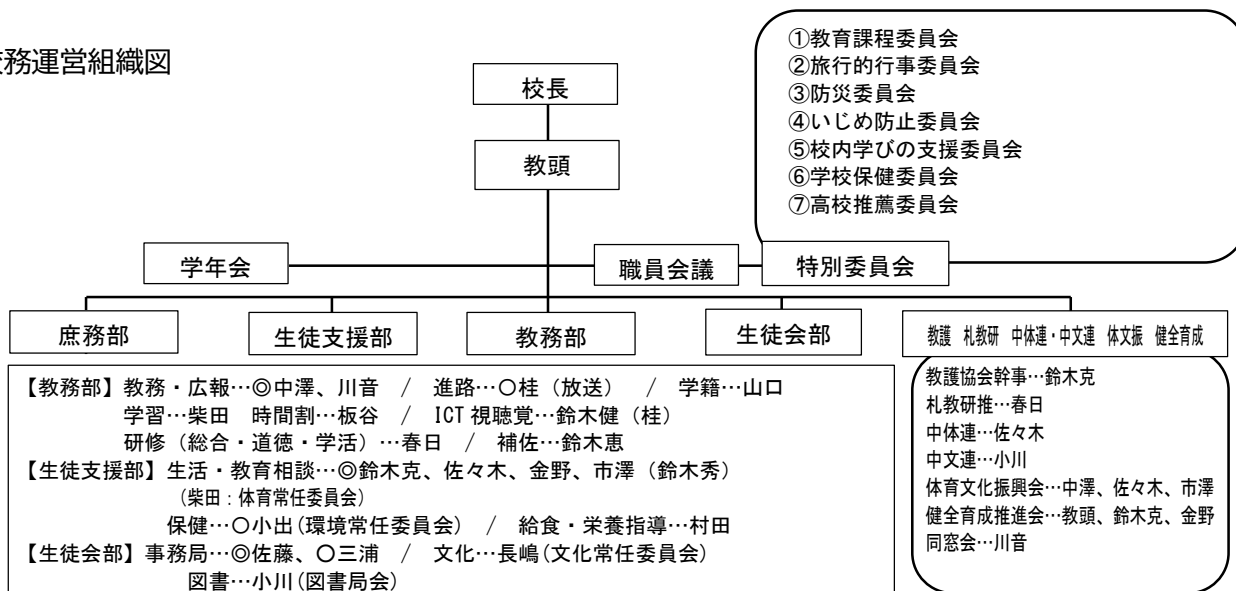 務運営組織図
①教育課程委員会
②旅行的行事委員会
③防災委員会
④いじめ防止委員会
⑤校内学びの支援委員会
⑥学校保健委員会
⑦高校推薦委員会
校長
教頭
学年会
職員会議
特別委員会
庶務部
生徒支援部
教務部
生徒会部
教護 札教研 中体連・中文連 体文振 健全育成
【教務部】教務・広報…◎中澤、川音 / 進路…○桂(放送) / 学籍…山口
学習…柴田 時間割…板谷 / ICT視聴覚…鈴木健(桂)
研修(総合・道徳・学活)…春日 / 補佐…鈴木恵
【生徒支援部】生活・教育相談…◎鈴木克、佐々木、金野、市澤(鈴木秀)
(柴田:体育常任委員会)
保健…○小出(環境常任委員会) / 給食・栄養指導…村田
【生徒会部】事務局…◎佐藤、○三浦 / 文化…長嶋(文化常任委員会)
図書…小川(図書局会)
教護協会幹事…鈴木克
札教研推…春日
中体連…佐々木
中文連…小川
体育文化振興会…中澤、佐々木、市澤
健全育成推進会…教頭、鈴木克、金野
同窓会…川音